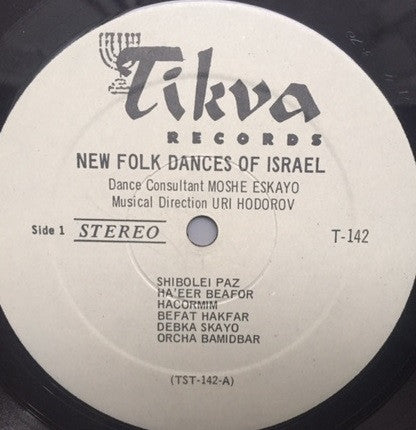 Tikva
RECORDS
NEW FOLK DANCES OF ISRAEL
Dance Consultant MOSHE ESKAYO
Musical Direction URI HODOROV
Side 1 STEREO T-142
SHIBOLEI PAZ
HA'EER BEAFOR
HACORMIM
BEFAT HAKFAR
DEBKA SKAYO
ORCHA BAMIDBAR
(TST-142-A)